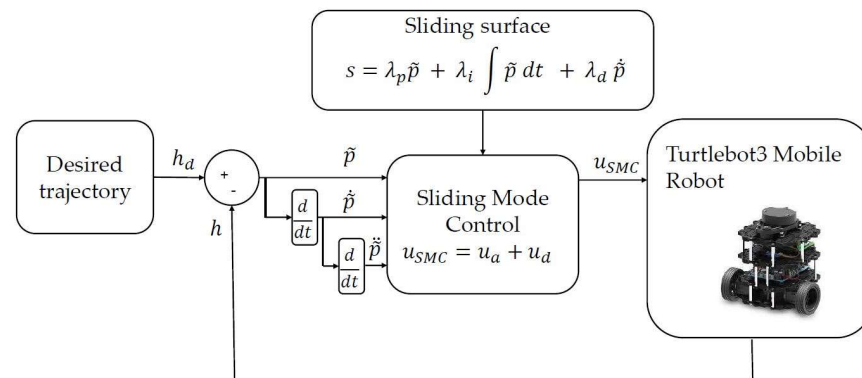 Sliding surface
s = λ_p p̃ + λ_i ∫ p̃ dt + λ_d ṗ̃
Desired
trajectory
h_d
+
-
h
p̃
ṗ̃
p̈̃
d
dt
d
dt
Sliding Mode
Control
u_SMC = u_a + u_d
u_SMC
Turtlebot3 Mobile
Robot